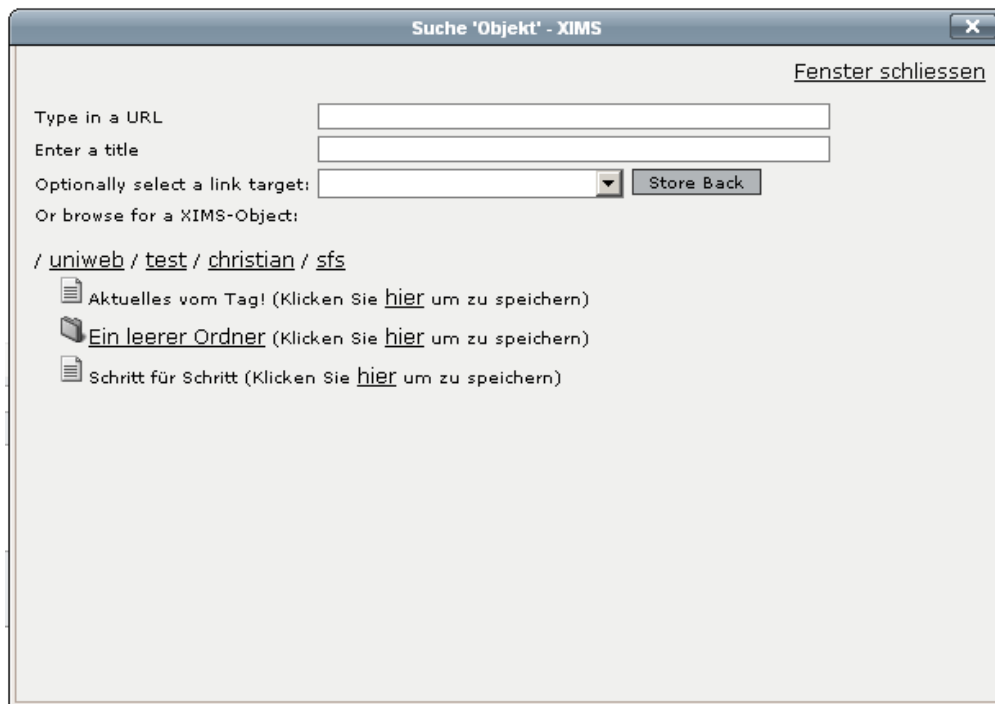 Suche 'Objekt' - XIMS
Fenster schliessen
Type in a URL
Enter a title
Optionally select a link target: Store Back
Or browse for a XIMS-Object:
/ uniweb / test / christian / sfs
Aktuelles vom Tag! (Klicken Sie hier um zu speichern)
Ein leerer Ordner (Klicken Sie hier um zu speichern)
Schritt für Schritt (Klicken Sie hier um zu speichern)